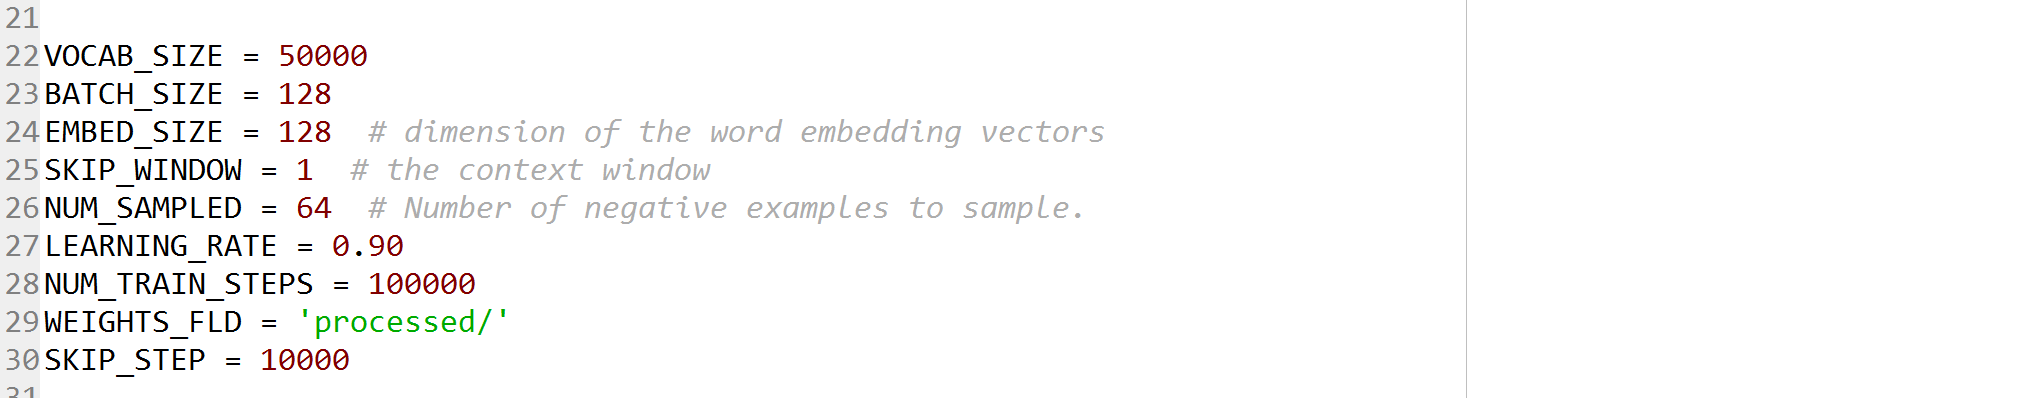 21
22 VOCAB_SIZE = 50000
23 BATCH_SIZE = 128
24 EMBED_SIZE = 128  # dimension of the word embedding vectors
25 SKIP_WINDOW = 1  # the context window
26 NUM_SAMPLED = 64  # Number of negative examples to sample.
27 LEARNING_RATE = 0.90
28 NUM_TRAIN_STEPS = 100000
29 WEIGHTS_FLD = 'processed/'
30 SKIP_STEP = 10000
31